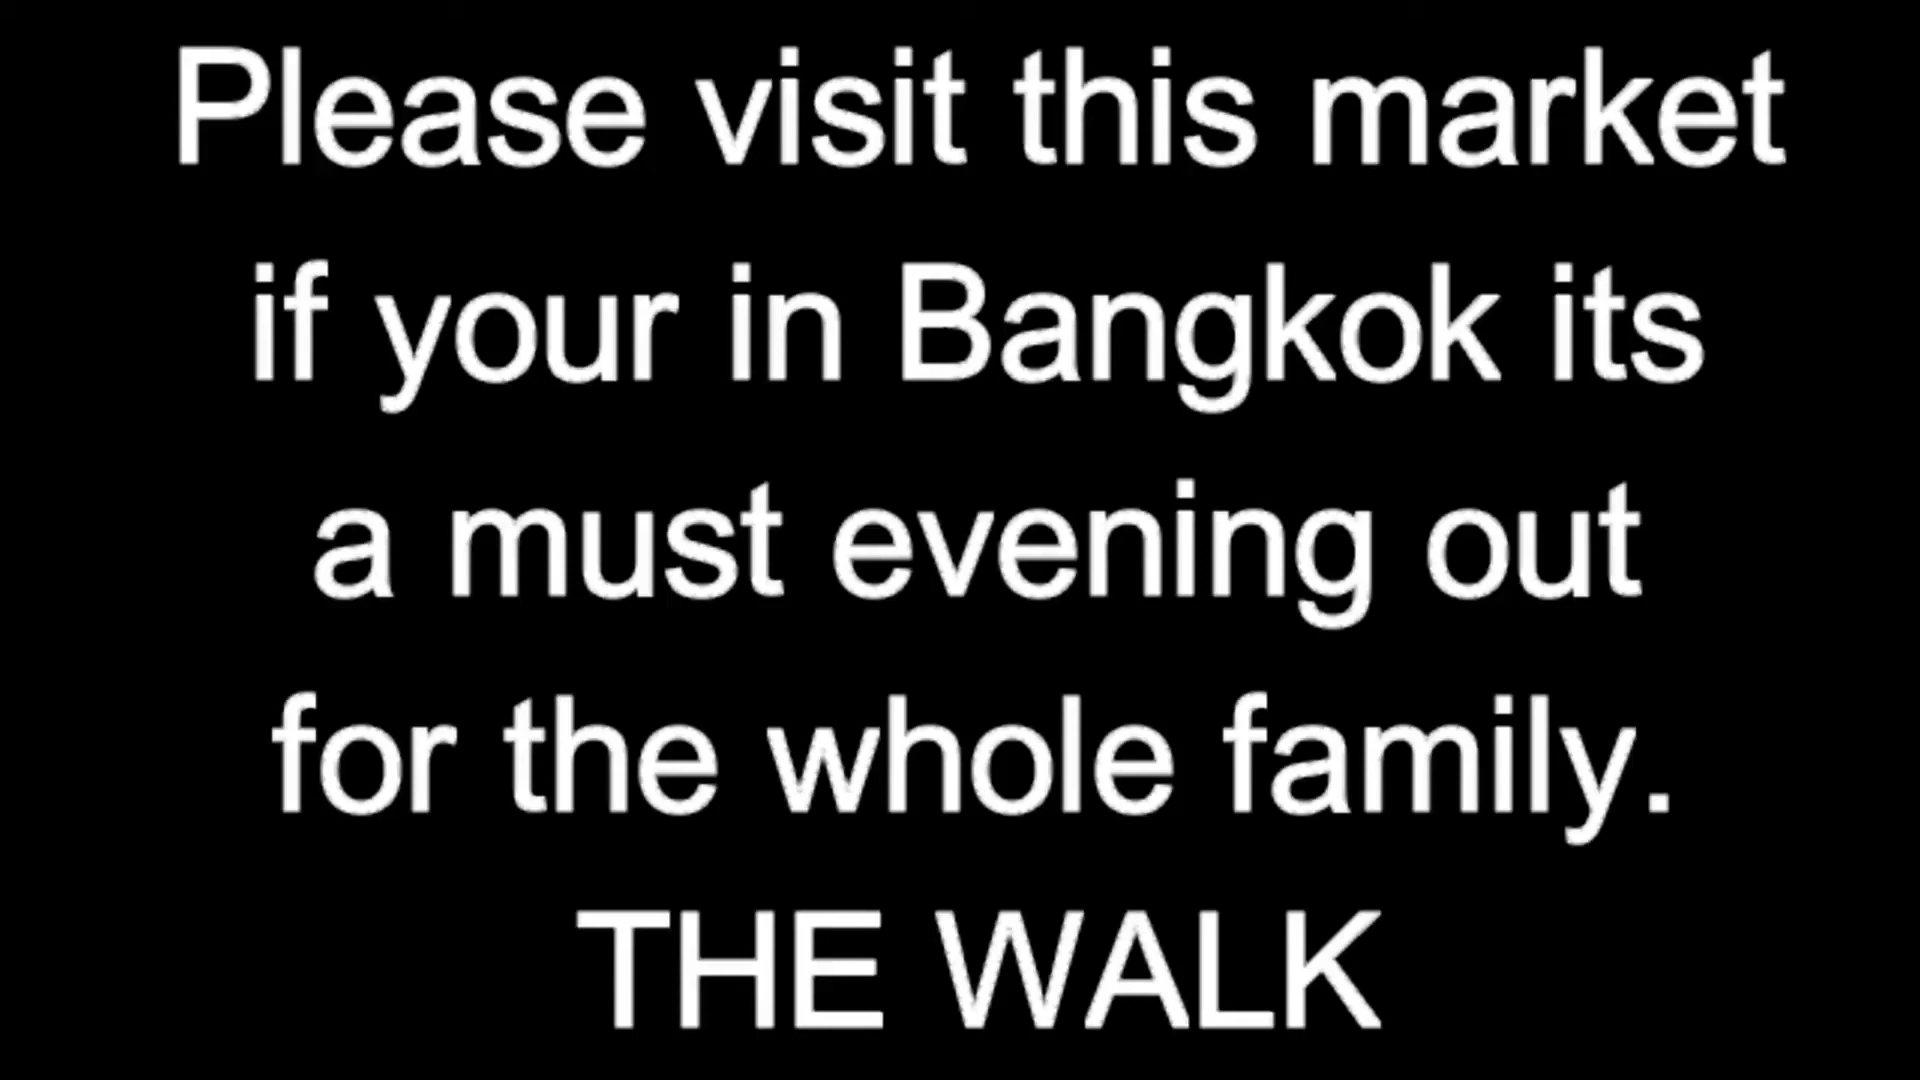 Please visit this market
if your in Bangkok its
a must evening out
for the whole family.
THE WALK